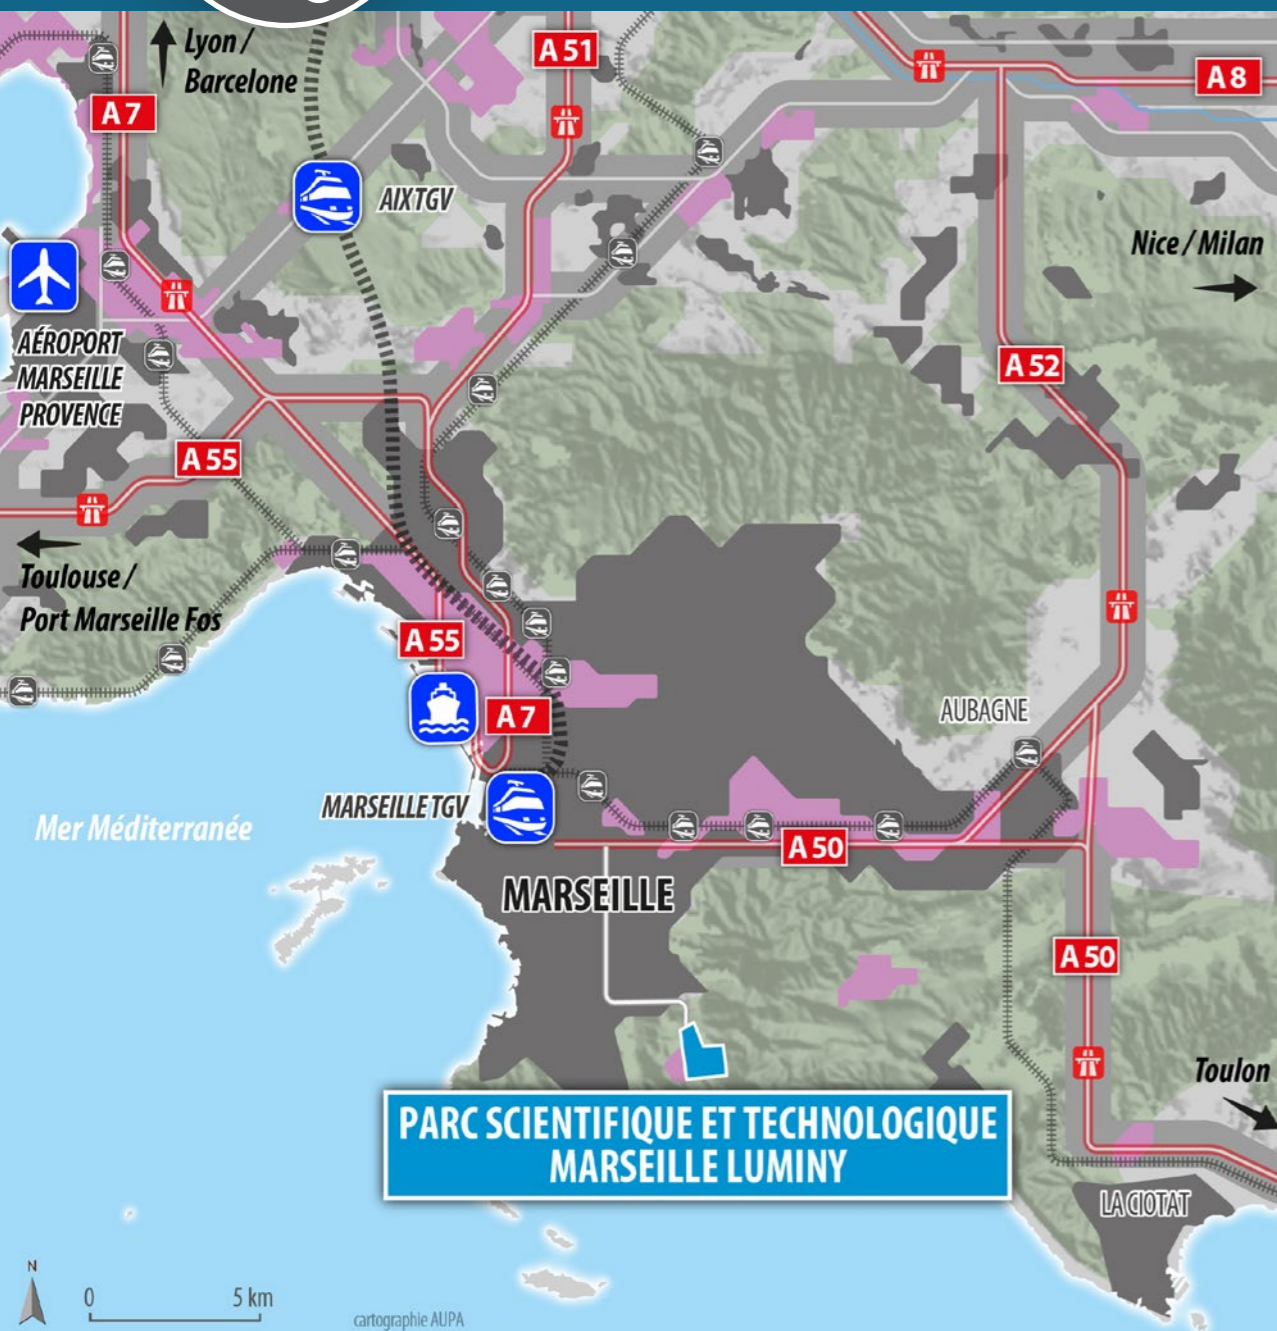 Lyon /
Barcelone
A 51
A 8
A 7
AIX TGV
Nice / Milan
AÉROPORT
MARSEILLE
PROVENCE
A 52
A 55
Toulouse /
Port Marseille Fos
A 55
A 7
AUBAGNE
MARSEILLE TGV
Mer Méditerranée
A 50
MARSEILLE
A 50
Toulon
PARC SCIENTIFIQUE ET TECHNOLOGIQUE
MARSEILLE LUMINY
LA CIOTAT
N
0 5 km
cartographie AUPA